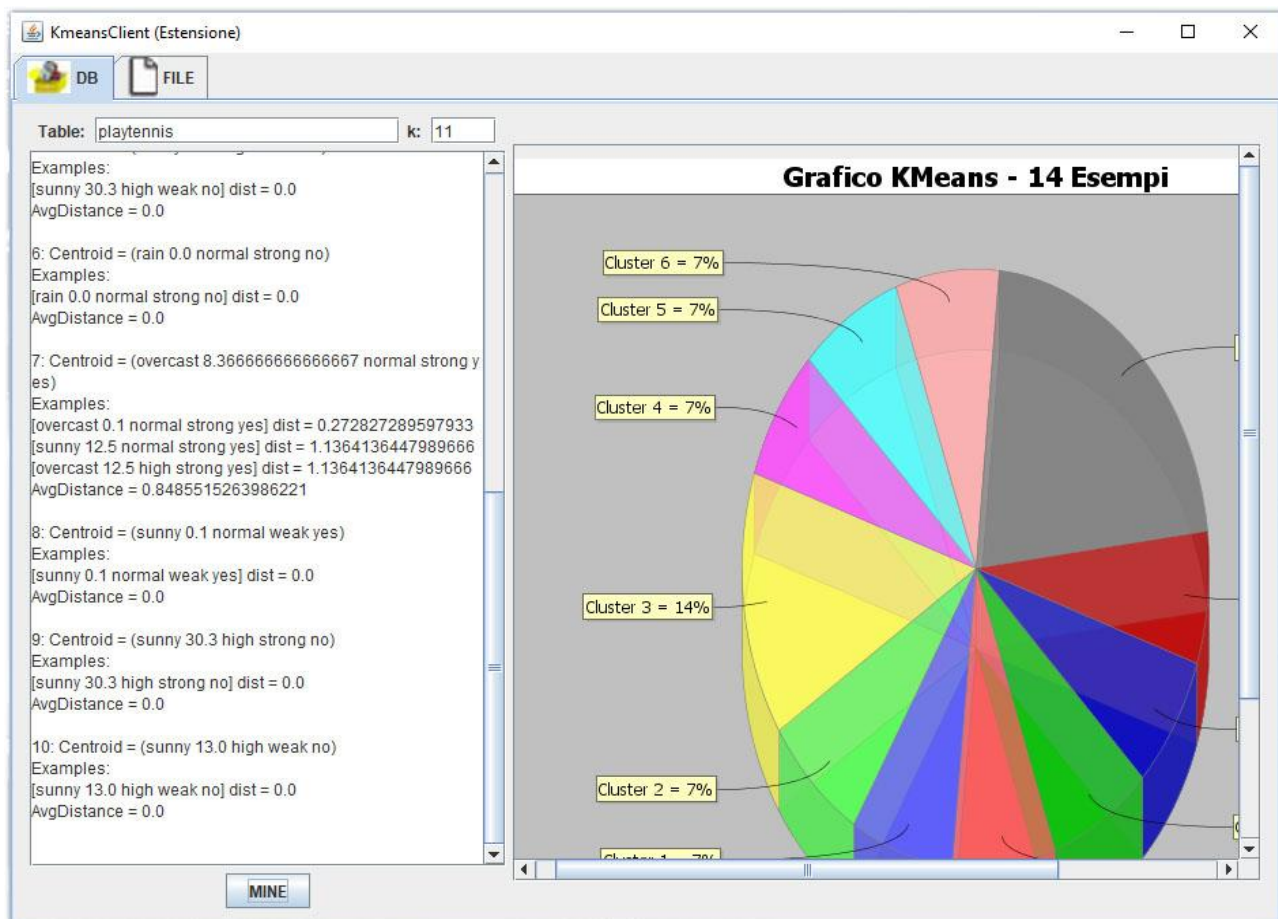 KmeansClient (Estensione)
DB
FILE
Table: playtennis k: 11
Examples:
[sunny 30.3 high weak no] dist = 0.0
AvgDistance = 0.0
6: Centroid = (rain 0.0 normal strong no)
Examples:
[rain 0.0 normal strong no] dist = 0.0
AvgDistance = 0.0
7: Centroid = (overcast 8.366666666666667 normal strong y
es)
Examples:
[overcast 0.1 normal strong yes] dist = 0.272827289597933
[sunny 12.5 normal strong yes] dist = 1.1364136447989666
[overcast 12.5 high strong yes] dist = 1.1364136447989666
AvgDistance = 0.8485515263986221
8: Centroid = (sunny 0.1 normal weak yes)
Examples:
[sunny 0.1 normal weak yes] dist = 0.0
AvgDistance = 0.0
9: Centroid = (sunny 30.3 high strong no)
Examples:
[sunny 30.3 high strong no] dist = 0.0
AvgDistance = 0.0
10: Centroid = (sunny 13.0 high weak no)
Examples:
[sunny 13.0 high weak no] dist = 0.0
AvgDistance = 0.0
MINE
Grafico KMeans - 14 Esempi
Cluster 6 = 7%
Cluster 5 = 7%
Cluster 4 = 7%
Cluster 3 = 14%
Cluster 2 = 7%
Cluster 1 = 7%